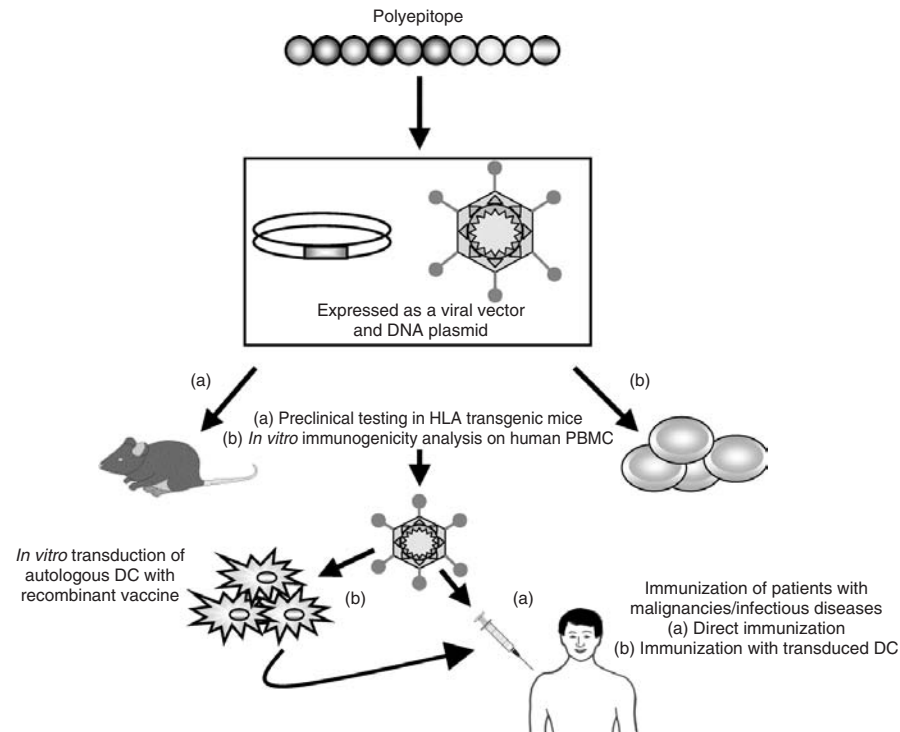 Polyepitope
Expressed as a viral vector
and DNA plasmid
(a)
(b)
(a) Preclinical testing in HLA transgenic mice
(b) In vitro immunogenicity analysis on human PBMC
In vitro transduction of
autologous DC with
recombinant vaccine
(b)
(a)
Immunization of patients with
malignancies/infectious diseases
(a) Direct immunization
(b) Immunization with transduced DC